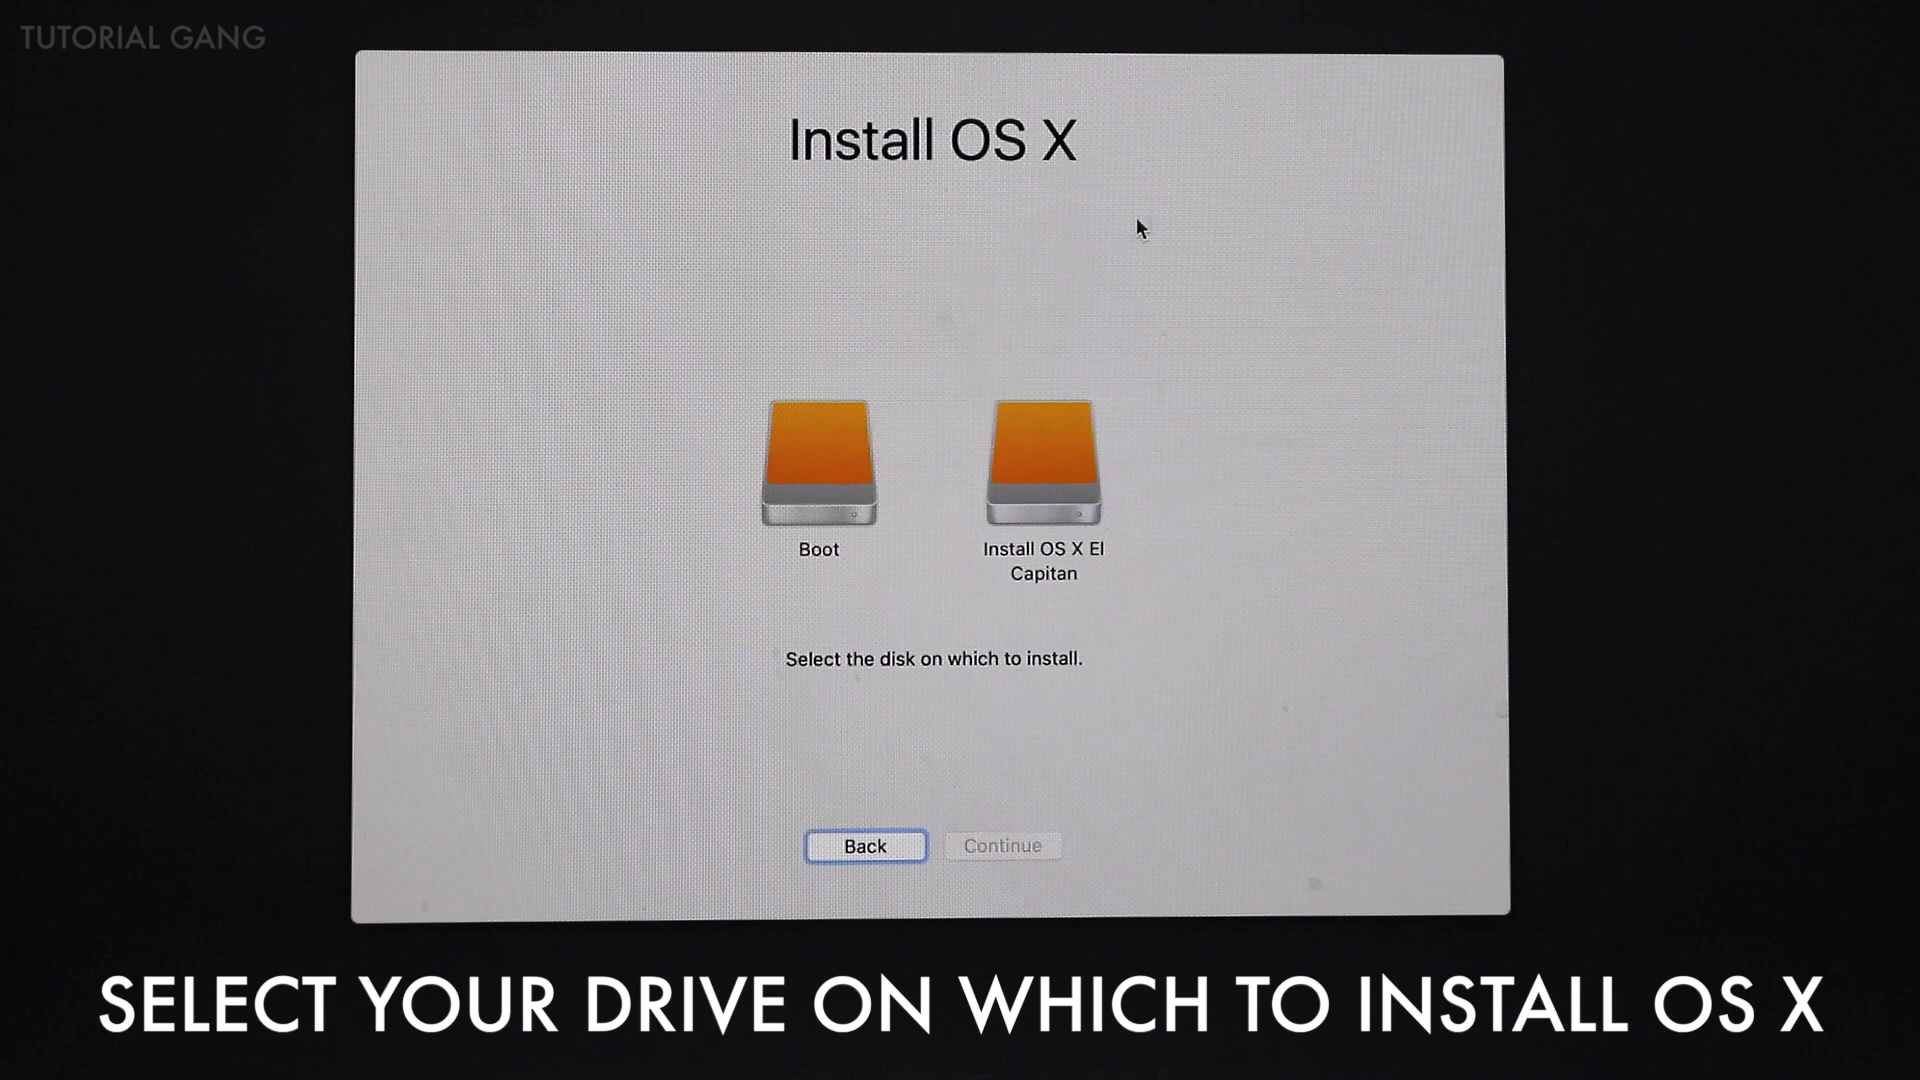 TUTORIAL GANG
Install OS X
Boot
Install OS X El
Capitan
Select the disk on which to install.
Back
Continue
SELECT YOUR DRIVE ON WHICH TO INSTALL OS X